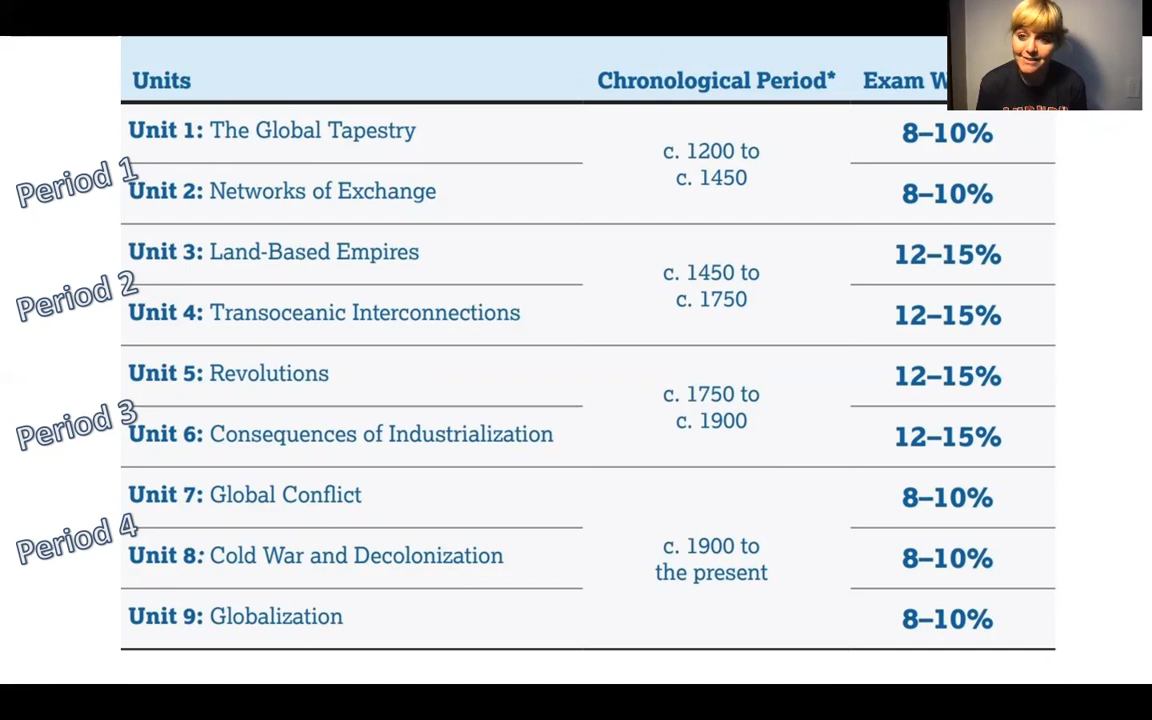 Units Chronological Period* Exam W
Unit 1: The Global Tapestry 8–10%
c. 1200 to
c. 1450
Period 1
Unit 2: Networks of Exchange 8–10%
Unit 3: Land-Based Empires 12–15%
c. 1450 to
c. 1750
Period 2
Unit 4: Transoceanic Interconnections 12–15%
Unit 5: Revolutions 12–15%
c. 1750 to
c. 1900
Period 3
Unit 6: Consequences of Industrialization 12–15%
Unit 7: Global Conflict 8–10%
Period 4
c. 1900 to
the present
Unit 8: Cold War and Decolonization 8–10%
Unit 9: Globalization 8–10%